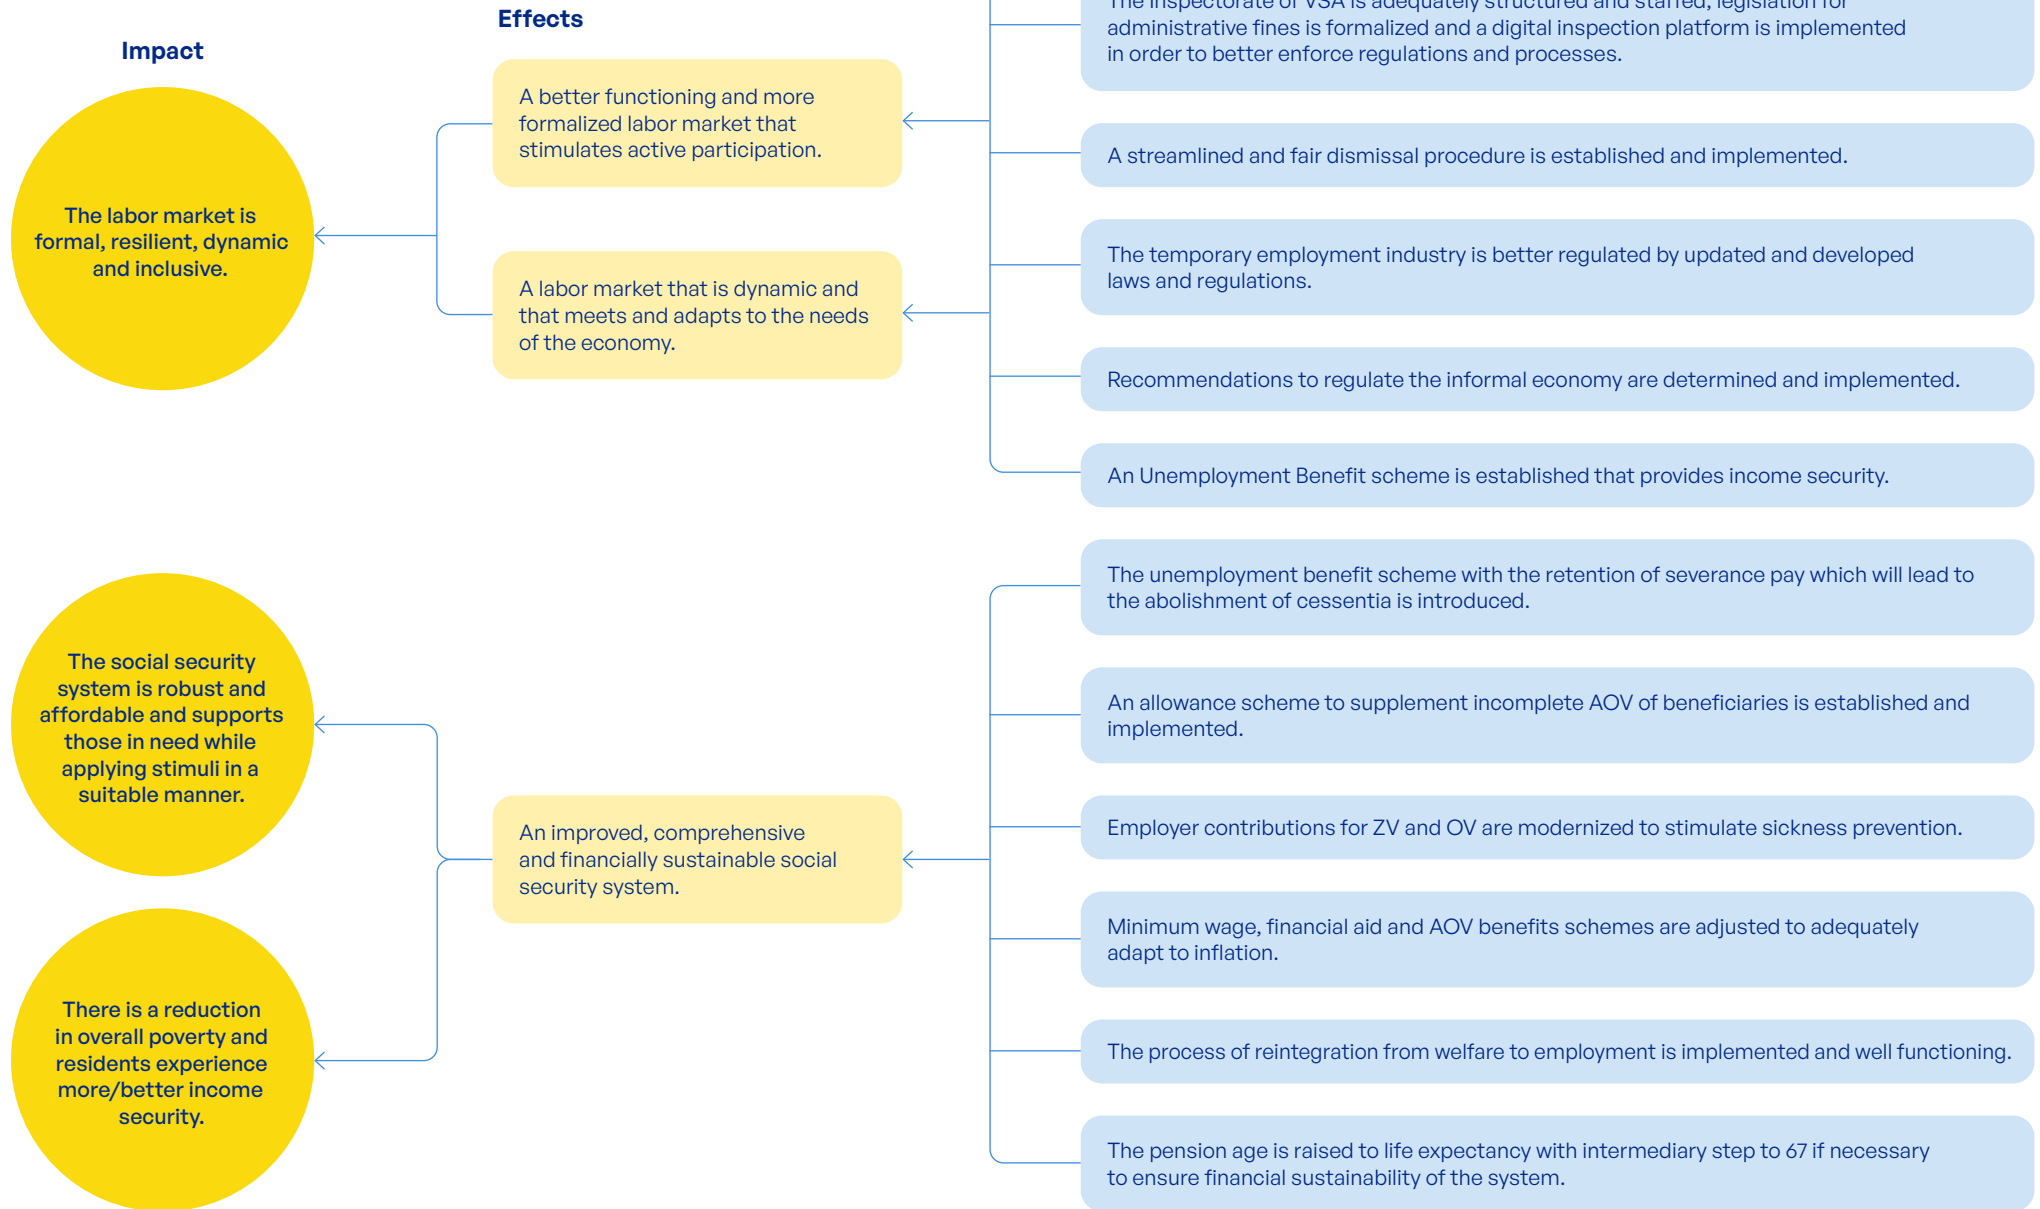 Impact
The labor market is
formal, resilient, dynamic
and inclusive.
The social security
system is robust and
affordable and supports
those in need while
applying stimuli in a
suitable manner.
There is a reduction
in overall poverty and
residents experience
more/better income
security.
Effects
A better functioning and more
formalized labor market that
stimulates active participation.
A labor market that is dynamic and
that meets and adapts to the needs
of the economy.
An improved, comprehensive
and financially sustainable social
security system.
The Inspectorate of VSA is adequately structured and staffed, legislation for
administrative fines is formalized and a digital inspection platform is implemented
in order to better enforce regulations and processes.
A streamlined and fair dismissal procedure is established and implemented.
The temporary employment industry is better regulated by updated and developed
laws and regulations.
Recommendations to regulate the informal economy are determined and implemented.
An Unemployment Benefit scheme is established that provides income security.
The unemployment benefit scheme with the retention of severance pay which will lead to
the abolishment of cessentia is introduced.
An allowance scheme to supplement incomplete AOV of beneficiaries is established and
implemented.
Employer contributions for ZV and OV are modernized to stimulate sickness prevention.
Minimum wage, financial aid and AOV benefits schemes are adjusted to adequately
adapt to inflation.
The process of reintegration from welfare to employment is implemented and well functioning.
The pension age is raised to life expectancy with intermediary step to 67 if necessary
to ensure financial sustainability of the system.